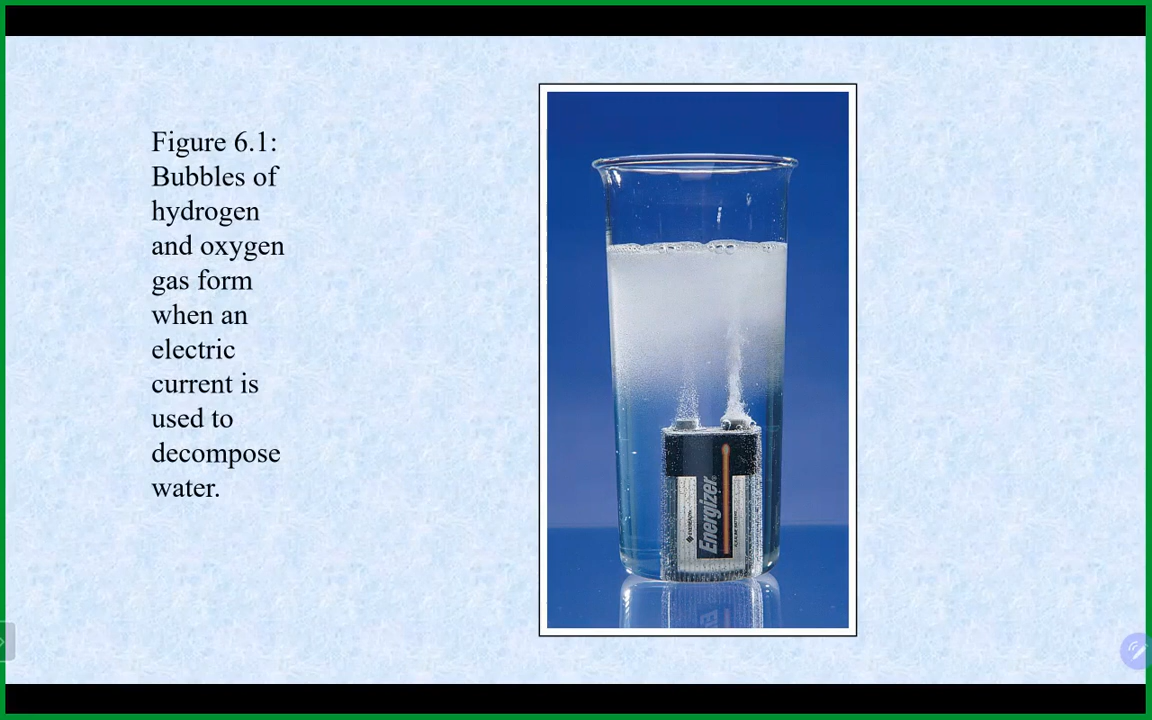 Figure 6.1:
Bubbles of
hydrogen
and oxygen
gas form
when an
electric
current is
used to
decompose
water.
Energizer